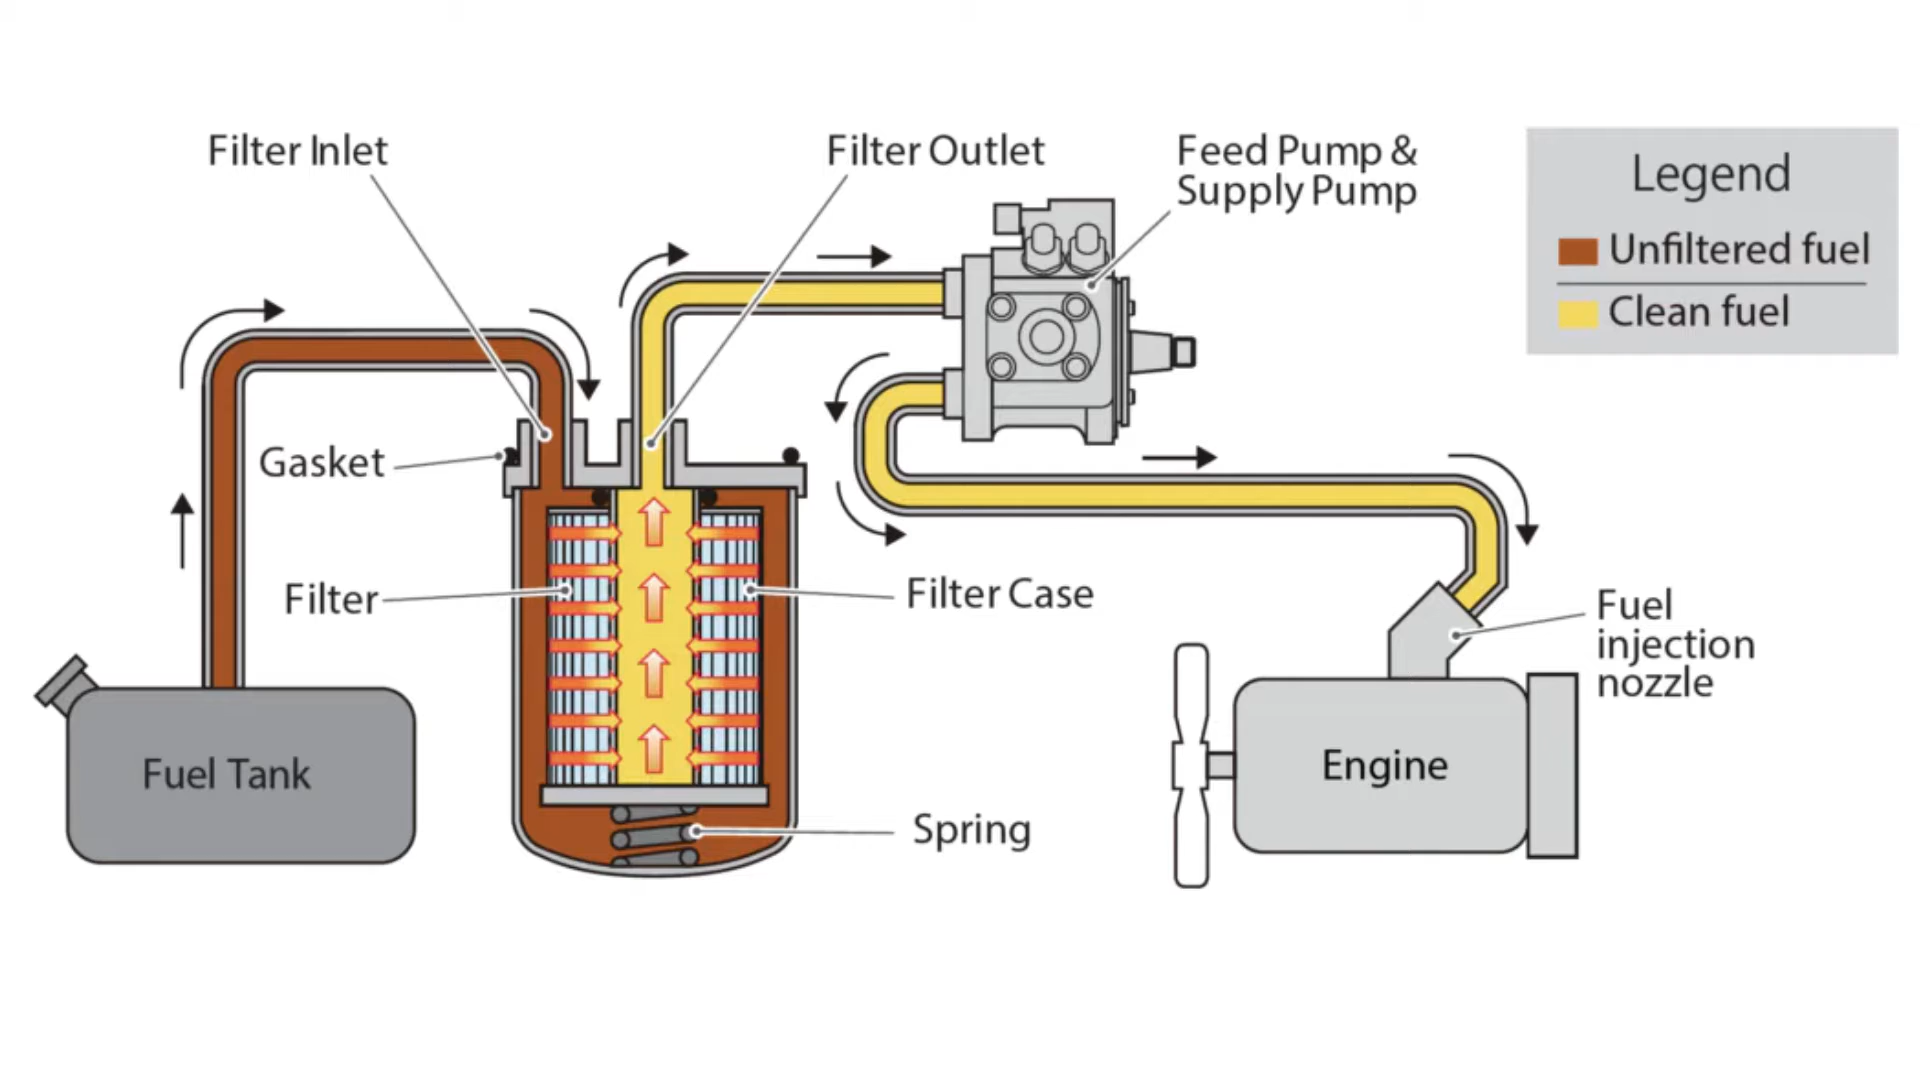 Filter Inlet
Filter Outlet
Feed Pump &
Supply Pump
Legend
Unfiltered fuel
Clean fuel
Gasket
Filter
Filter Case
Fuel
injection
nozzle
Fuel Tank
Engine
Spring